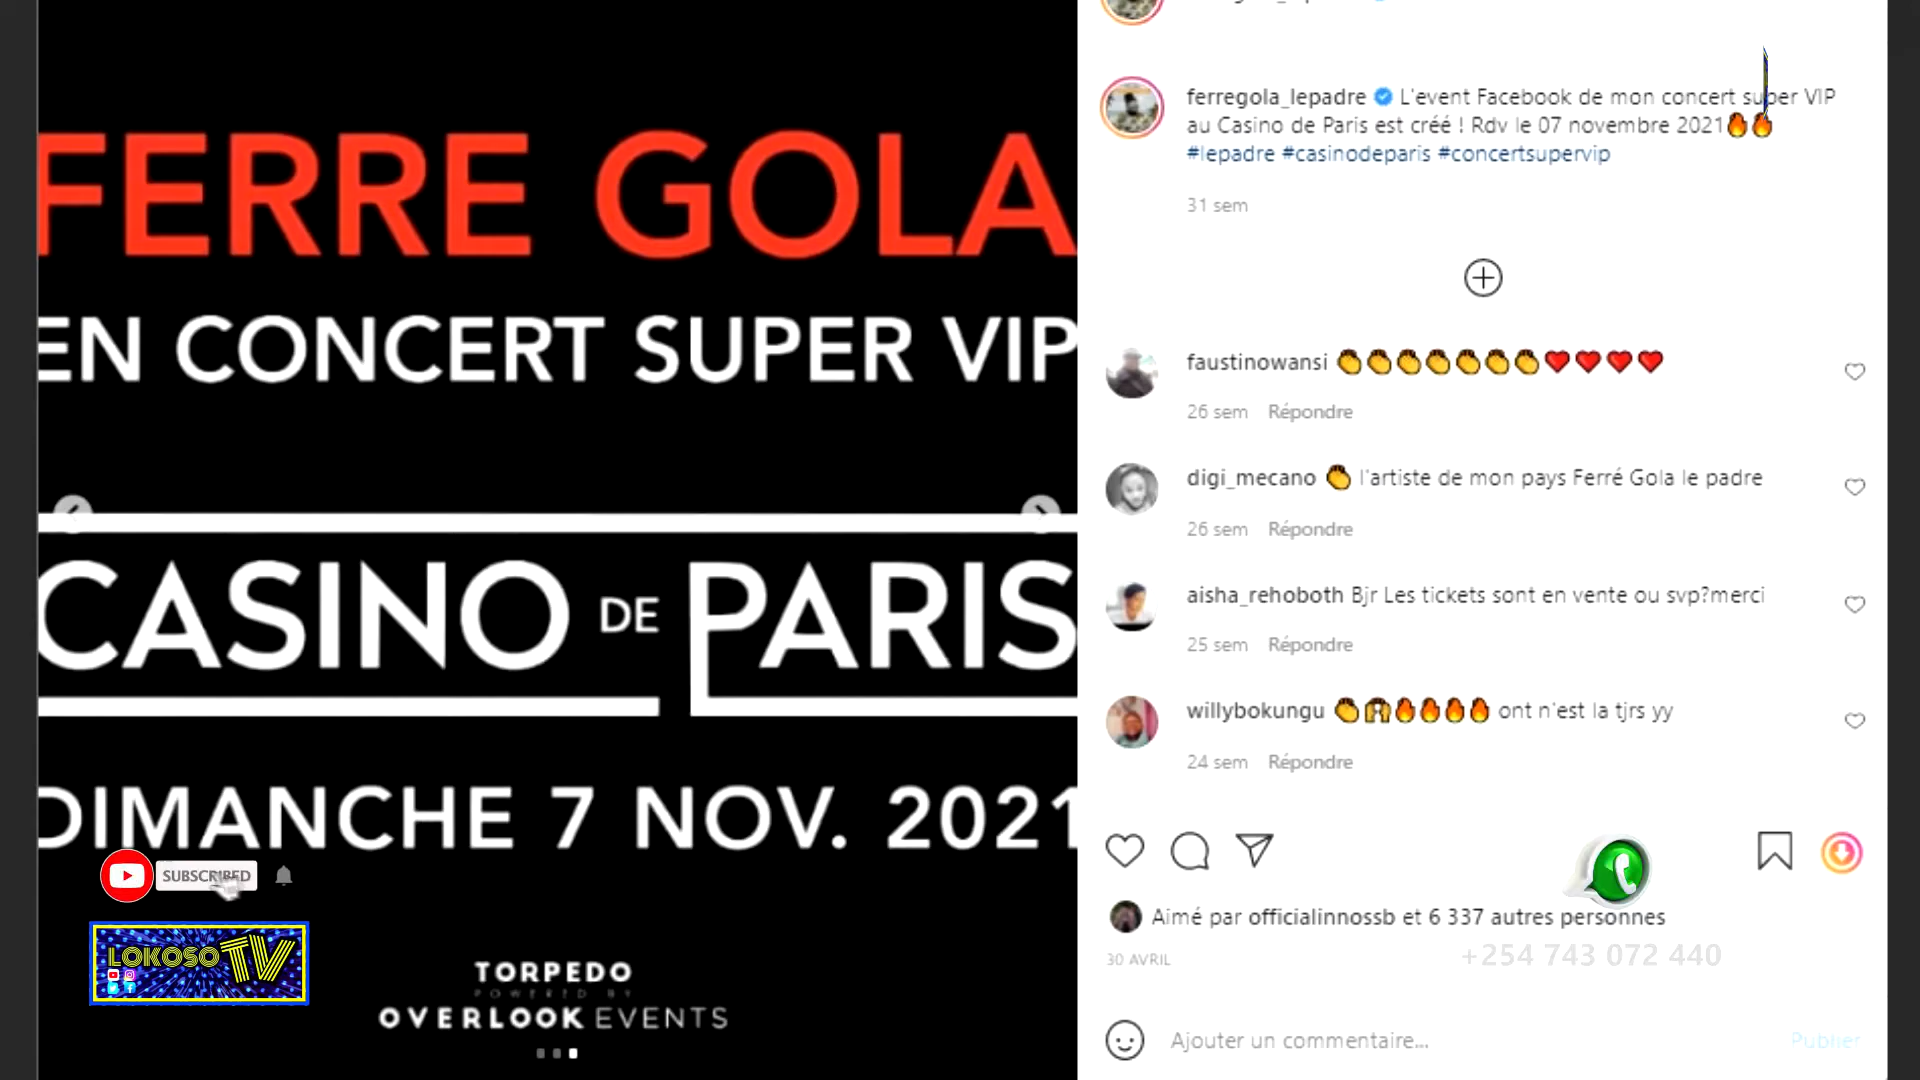 FERRE GOLA
EN CONCERT SUPER VIP
CASINO DE PARIS
DIMANCHE 7 NOV. 2021
SUBSCRIBED
LOKOSO TV
TORPEDO
POWERED BY
OVERLOOK EVENTS
ferregola_lepadre L'event Facebook de mon concert super VIP
au Casino de Paris est créé ! Rdv le 07 novembre 2021🔥🔥
#lepadre #casinodeparis #concertsupervip
31 sem
faustinowansi 👏👏👏👏👏👏👏❤️❤️❤️❤️
26 sem Répondre
digi_mecano 👏 l'artiste de mon pays Ferré Gola le padre
26 sem Répondre
aisha_rehoboth Bjr Les tickets sont en vente ou svp?merci
25 sem Répondre
willybokungu 👏🙌🔥🔥🔥🔥 ont n'est la tjrs yy
24 sem Répondre
Aimé par officialinnossb et 6 337 autres personnes
30 AVRIL
+254 743 072 440
Ajouter un commentaire...
Publier